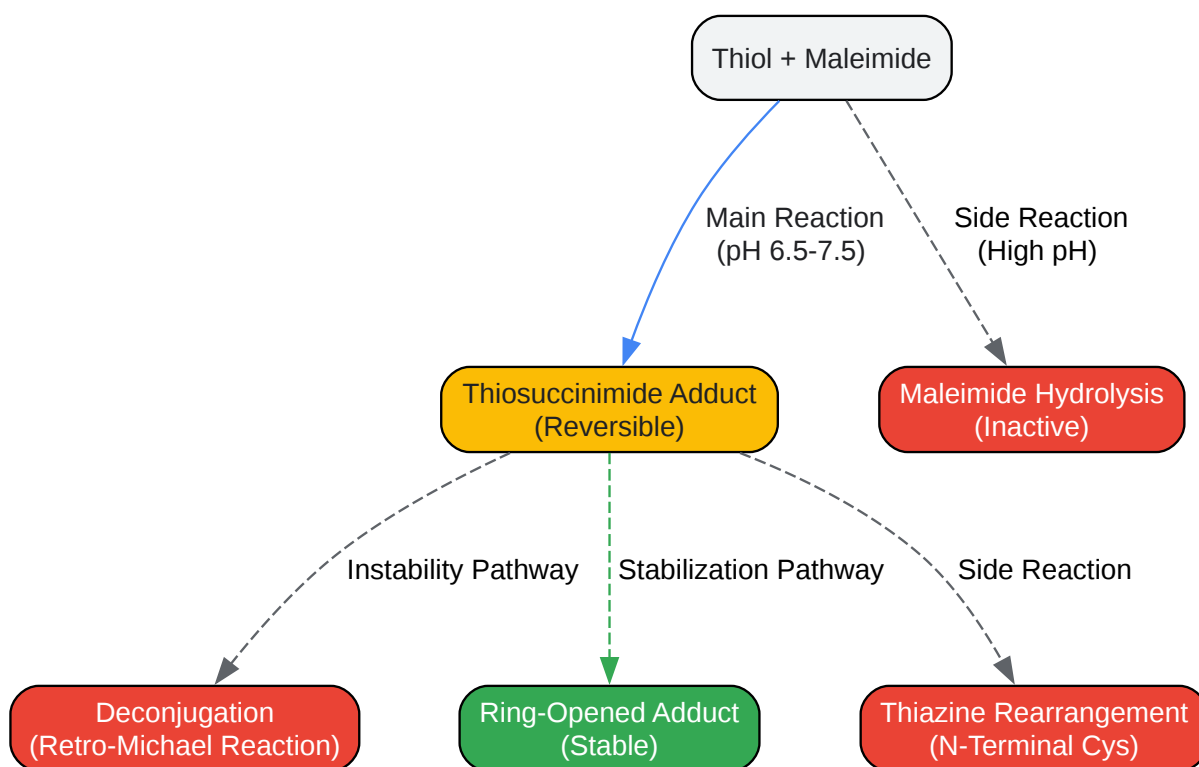 Thiol + Maleimide
Main Reaction
(pH 6.5-7.5)
Side Reaction
(High pH)
Thiosuccinimide Adduct
(Reversible)
Maleimide Hydrolysis
(Inactive)
Instability Pathway
Stabilization Pathway
Side Reaction
Deconjugation
(Retro-Michael Reaction)
Ring-Opened Adduct
(Stable)
Thiazine Rearrangement
(N-Terminal Cys)